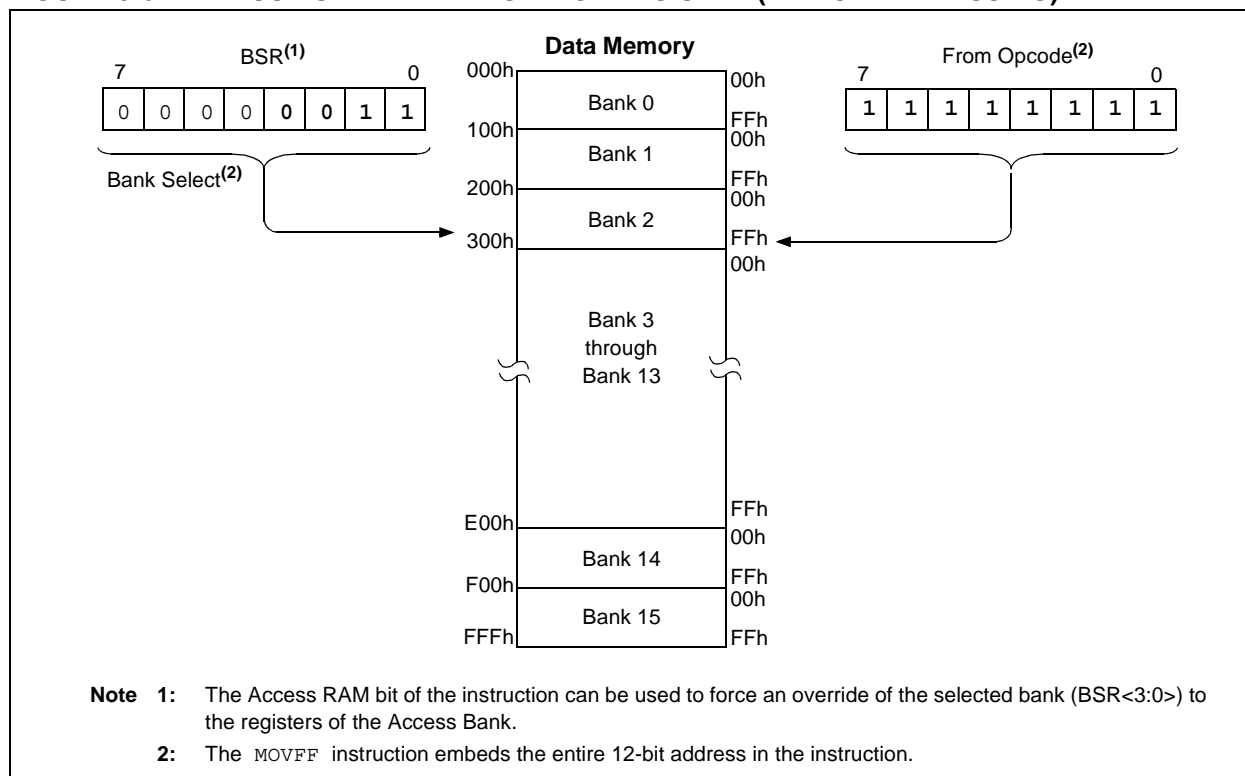 BSR(1)
7 0
0 0 0 0 0 0 1 1
Bank Select(2)
Data Memory
000h
00h
Bank 0
FFh
100h
00h
Bank 1
FFh
200h
00h
Bank 2
FFh
300h
00h
Bank 3
through
Bank 13
FFh
E00h
00h
Bank 14
FFh
F00h
00h
Bank 15
FFFh
FFh
From Opcode(2)
7 0
1 1 1 1 1 1 1 1
Note 1: The Access RAM bit of the instruction can be used to force an override of the selected bank (BSR<3:0>) to
the registers of the Access Bank.
2: The MOVFF instruction embeds the entire 12-bit address in the instruction.